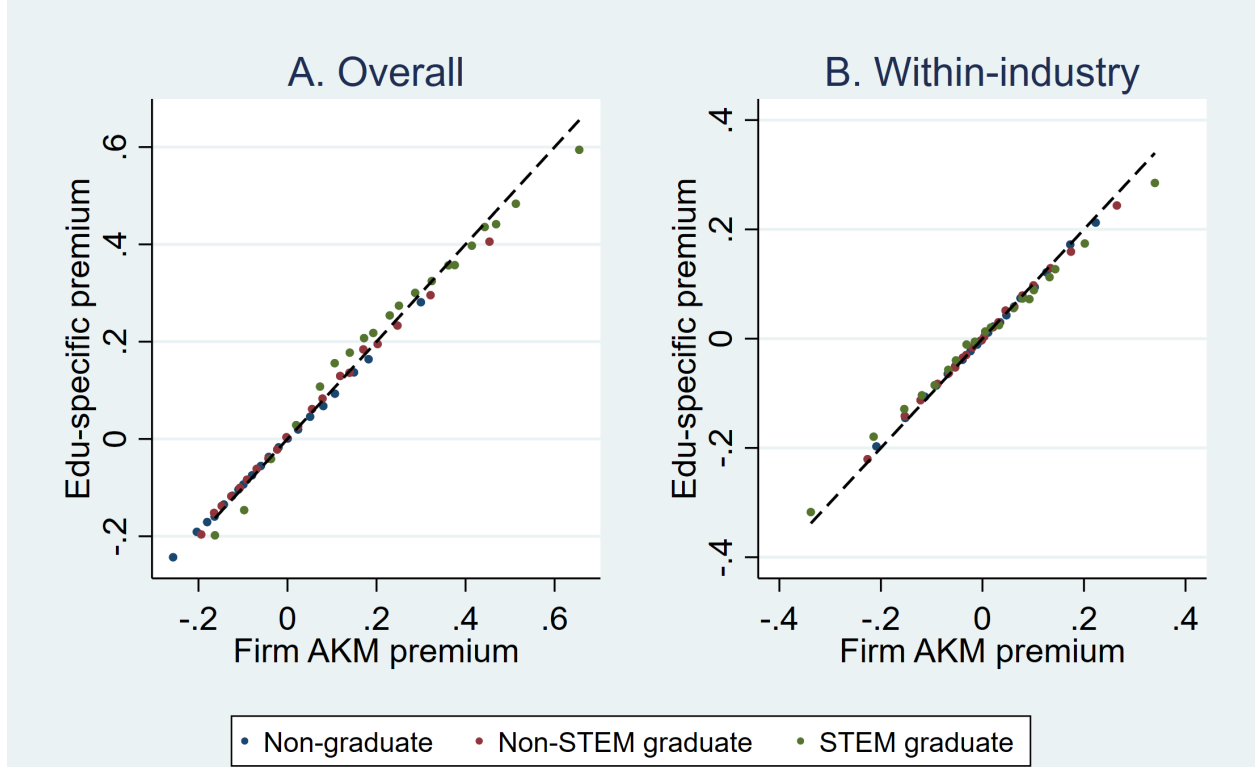 A. Overall
B. Within-industry
Edu-specific premium
.6
.4
.2
0
-.2
-.2
0
.2
.4
.6
Firm AKM premium
Edu-specific premium
.4
.2
0
-.2
-.4
-.4
-.2
0
.2
.4
Firm AKM premium
Non-graduate
Non-STEM graduate
STEM graduate